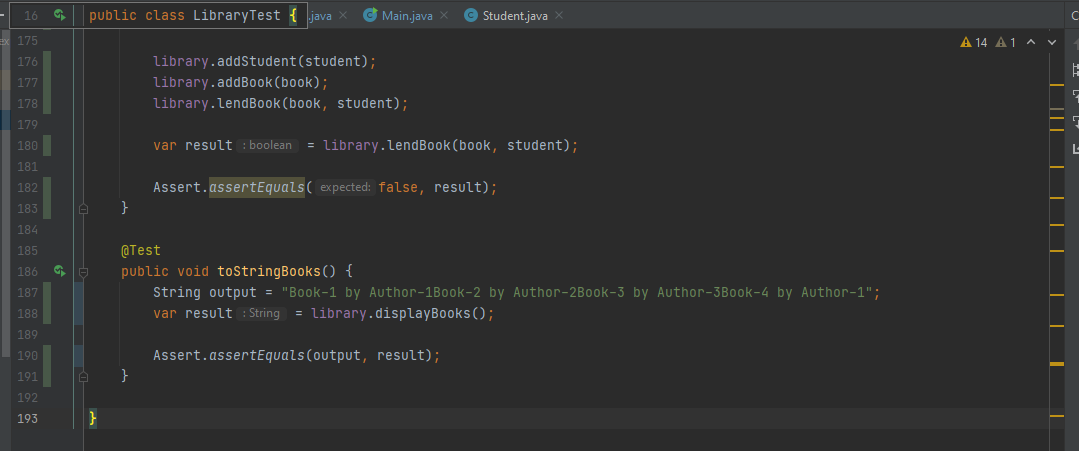 16 public class LibraryTest { .java Main.java Student.java
175
176 library.addStudent(student);
177 library.addBook(book);
178 library.lendBook(book, student);
179
180 var result : boolean = library.lendBook(book, student);
181
182 Assert.assertEquals( expected: false, result);
183 }
184
185 @Test
186 public void toStringBooks() {
187 String output = "Book-1 by Author-1Book-2 by Author-2Book-3 by Author-3Book-4 by Author-1";
188 var result : String = library.displayBooks();
189
190 Assert.assertEquals(output, result);
191 }
192
193 }
14 1